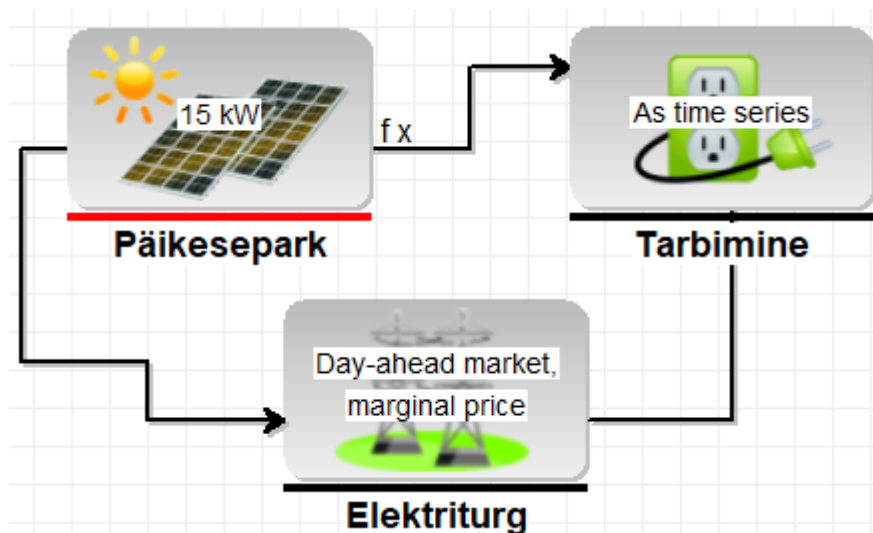 15 kW
f x
As time series
Päikesepark
Tarbimine
Day-ahead market,
marginal price
Elektriturg